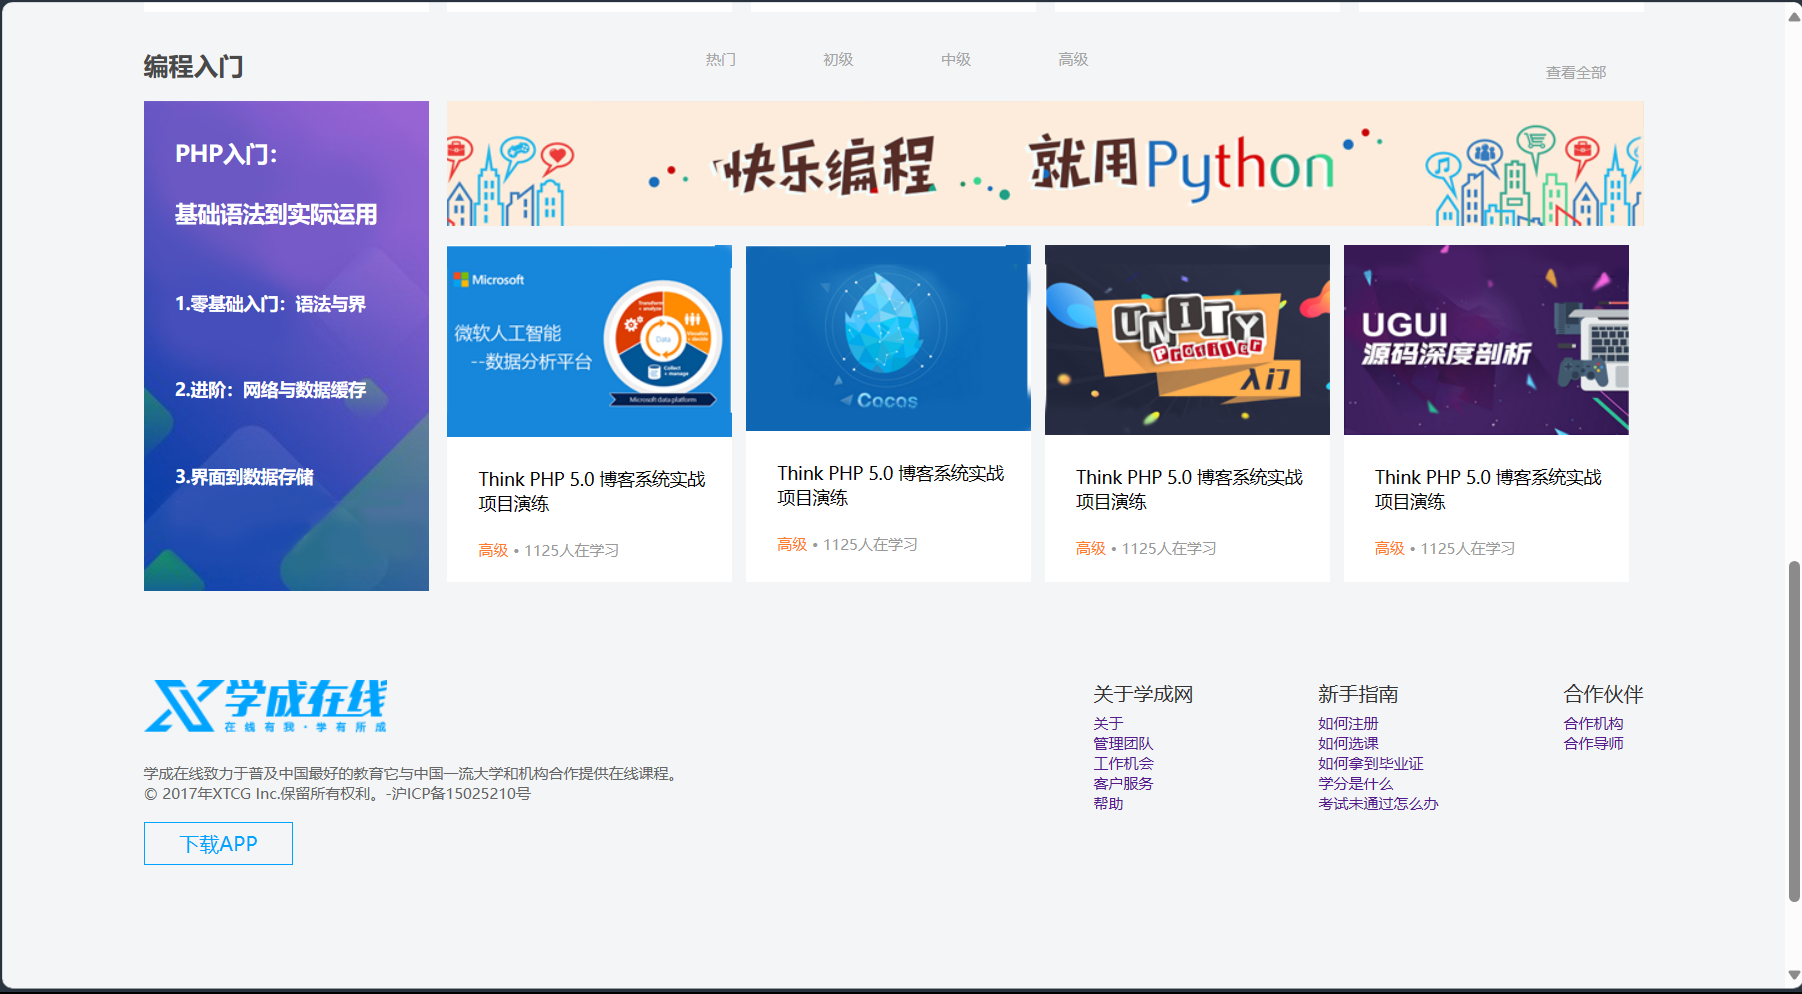 编程入门
热门
初级
中级
高级
查看全部
PHP入门：
基础语法到实际运用
1.零基础入门：语法与界
2.进阶：网络与数据缓存
3.界面到数据存储
快乐编程 就用Python
Microsoft
微软人工智能
--数据分析平台
Transform + analyze
Visualize + decide
Data
Collect + manage
Microsoft data platform
Cocos
UNITY
Profiler
入门
UGUI
源码深度剖析
Think PHP 5.0 博客系统实战
项目演练
高级 • 1125人在学习
Think PHP 5.0 博客系统实战
项目演练
高级 • 1125人在学习
Think PHP 5.0 博客系统实战
项目演练
高级 • 1125人在学习
Think PHP 5.0 博客系统实战
项目演练
高级 • 1125人在学习
学成在线
在线有我·学有所成
学成在线致力于普及中国最好的教育它与中国一流大学和机构合作提供在线课程。
© 2017年XTCG Inc.保留所有权利。-沪ICP备15025210号
下载APP
关于学成网
关于
管理团队
工作机会
客户服务
帮助
新手指南
如何注册
如何选课
如何拿到毕业证
学分是什么
考试未通过怎么办
合作伙伴
合作机构
合作导师